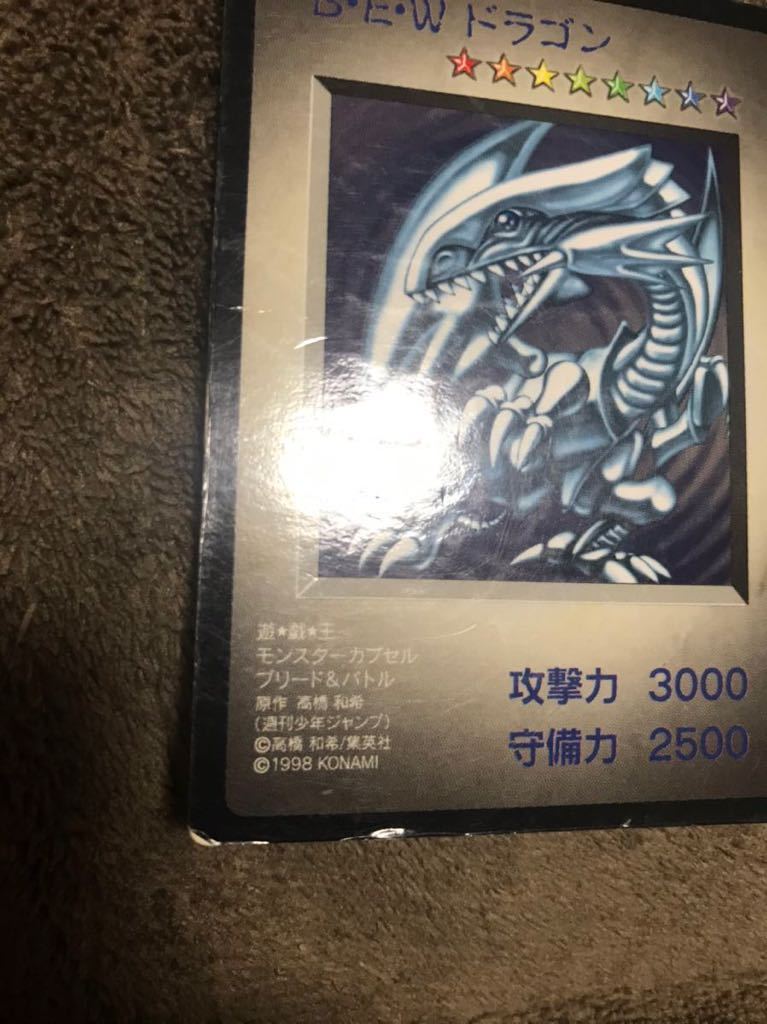 B・E・W ドラゴン
遊★戯★王
モンスターカプセル
ブリード&バトル
原作 高橋 和希
(週刊少年ジャンプ)
©高橋 和希/集英社
©1998 KONAMI
攻撃力 3000
守備力 2500